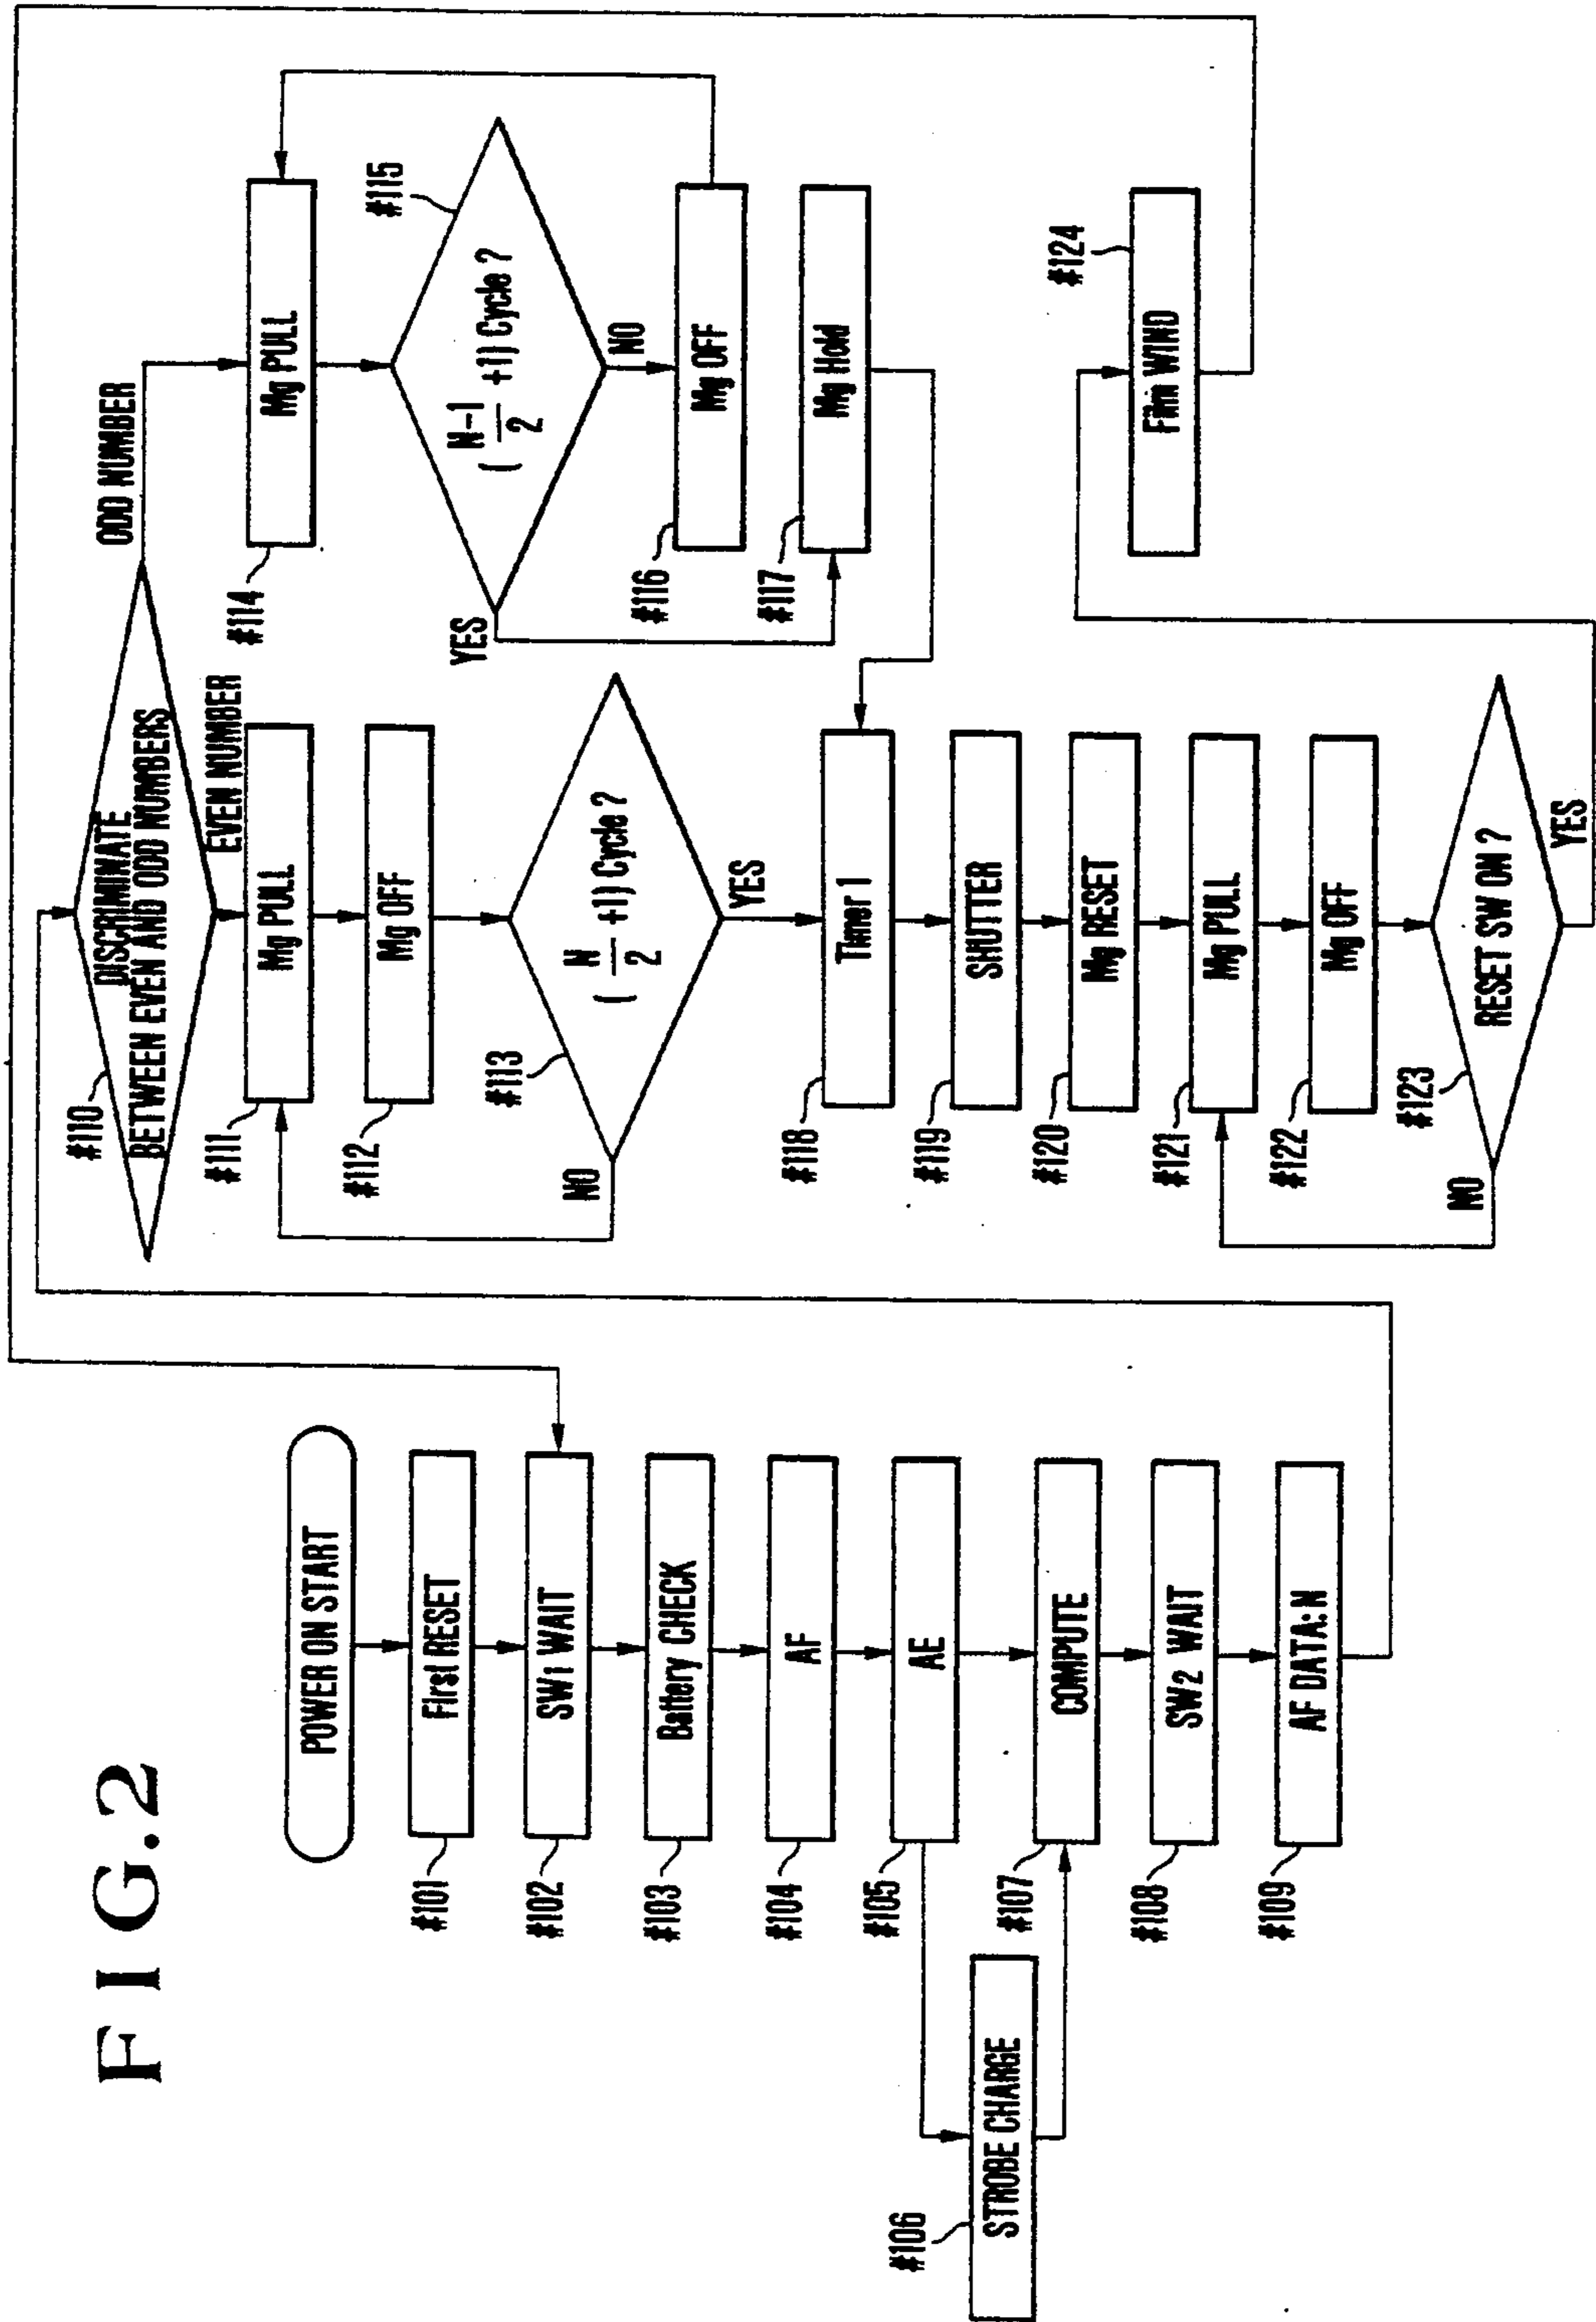 FIG.2
POWER ON START
#101
First RESET
#102
SW1 WAIT
#103
Battery CHECK
#104
AF
#105
AE
#106
STROBE CHARGE
#107
COMPUTE
#108
SW2 WAIT
#109
AF DATA:N
#110
DISCRIMINATE
BETWEEN EVEN AND ODD NUMBERS
ODD NUMBER
EVEN NUMBER
#111
Mg PULL
#112
Mg OFF
#113
(N/2 +1) Cycle ?
NO
YES
#114
Mg PULL
#115
(N-1/2 +1) Cycle ?
YES
NO
#116
Mg OFF
#117
Mg Hold
#118
Timer 1
#119
SHUTTER
#120
Mg RESET
#121
Mg PULL
#122
Mg OFF
#123
RESET SW ON ?
NO
YES
#124
Film WIND